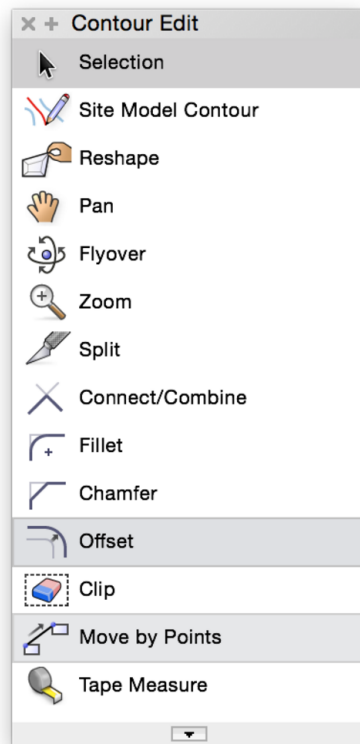 Contour Edit
Selection
Site Model Contour
Reshape
Pan
Flyover
Zoom
Split
Connect/Combine
Fillet
Chamfer
Offset
Clip
Move by Points
Tape Measure